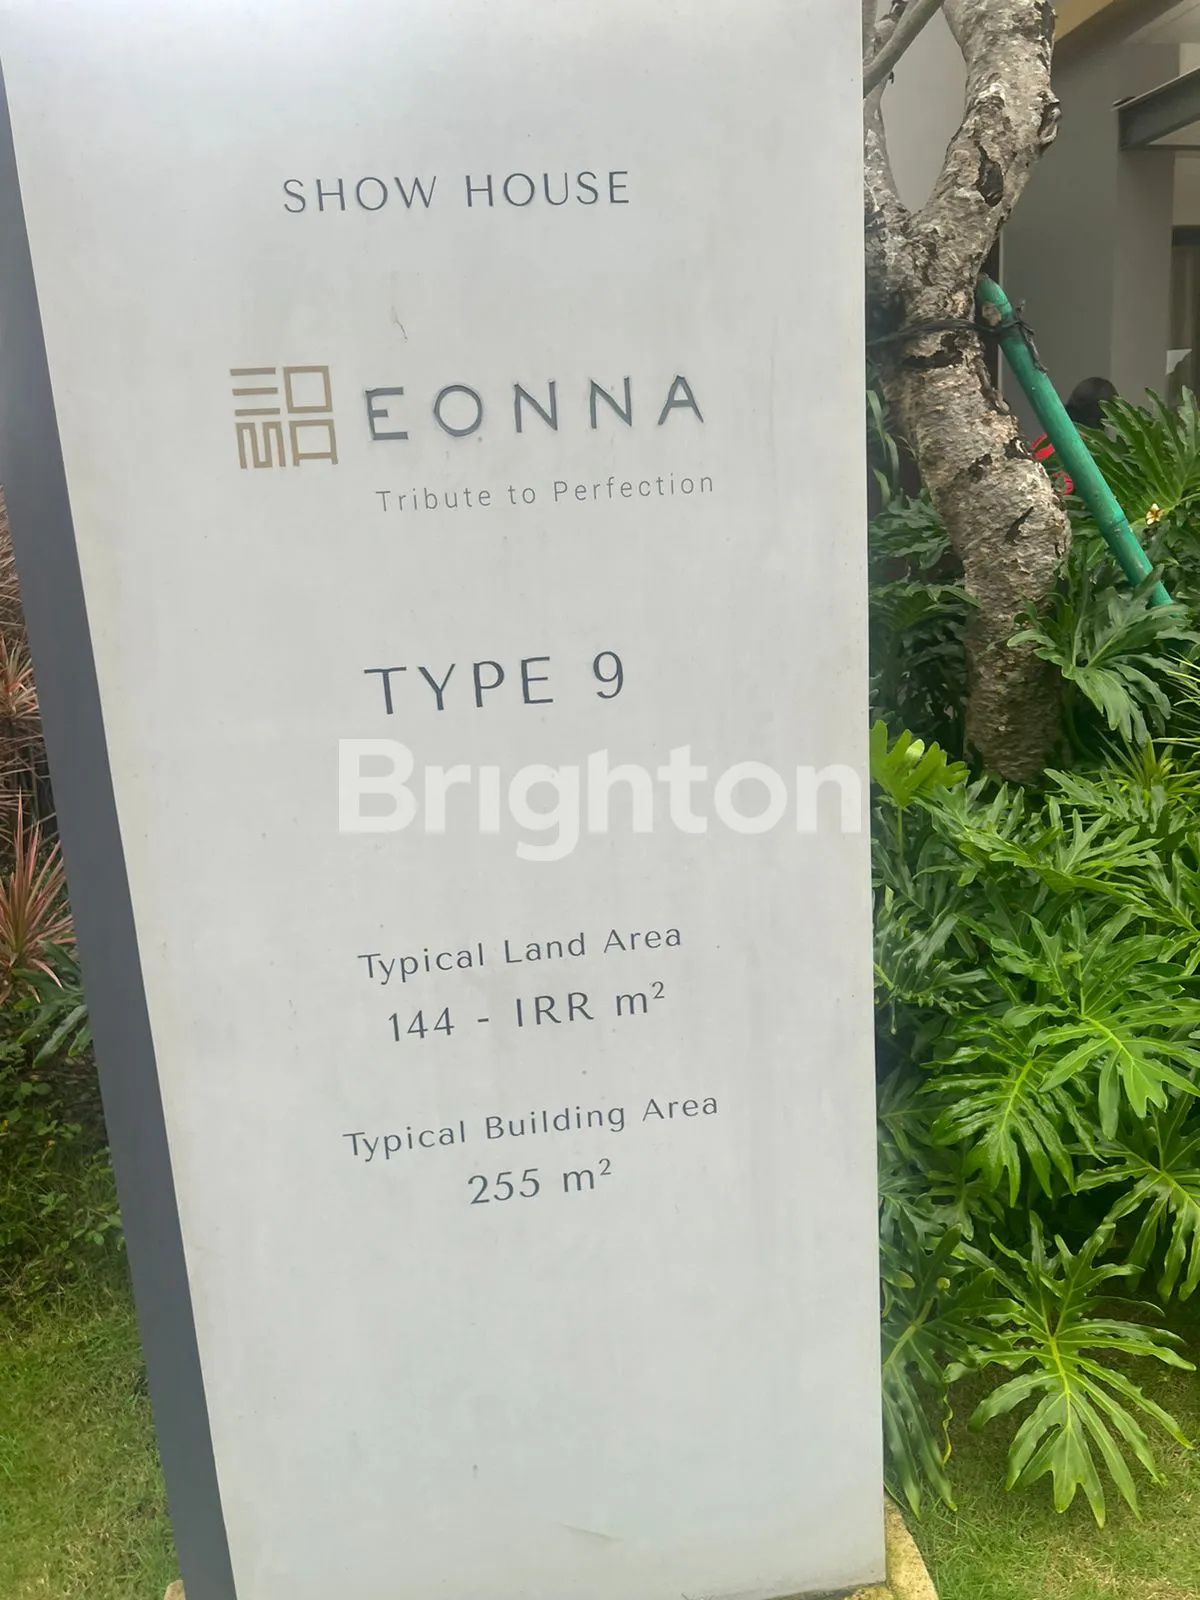 SHOW HOUSE
EONNA
Tribute to Perfection
TYPE 9
Brighton
Typical Land Area
144 - IRR m²
Typical Building Area
255 m²